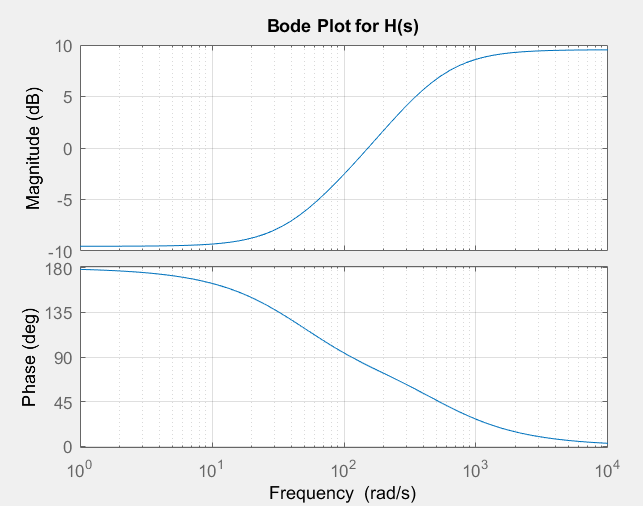 Bode Plot for H(s)
Magnitude (dB)
10
5
0
-5
-10
Phase (deg)
180
135
90
45
0
10^0 10^1 10^2 10^3 10^4
Frequency (rad/s)